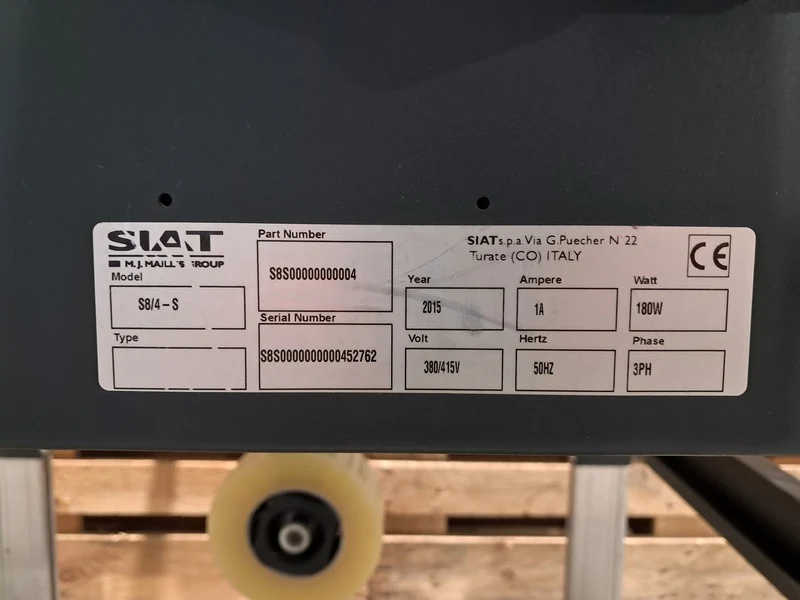 SIAT
M.J. MAILLIS GROUP
Part Number
S8S00000000004
SIAT s.p.a. Via G.Puecher N 22
Turate (CO) ITALY
CE
Model
S8/4-S
Type
Serial Number
S8S0000000000452762
Year
2015
Ampere
1A
Watt
180W
Volt
380/415V
Hertz
50HZ
Phase
3PH